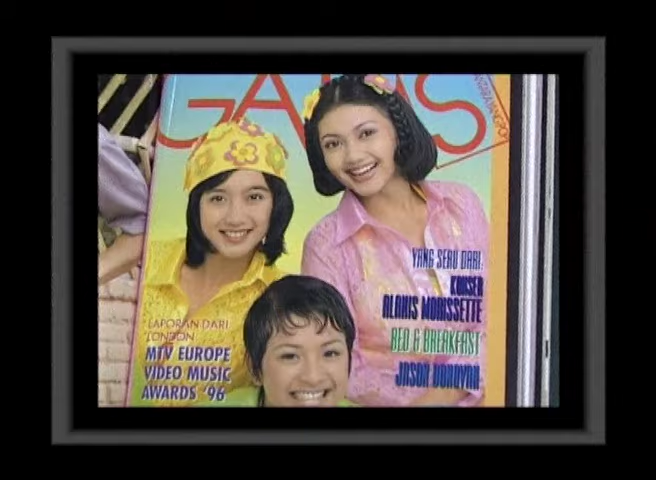 GADIS
YANG SERU DARI:
KONSER
ALANIS MORISSETTE
BED & BREAKFAST
JASON DONOVAN
LAPORAN DARI
LONDON
MTV EUROPE
VIDEO MUSIC
AWARDS '96